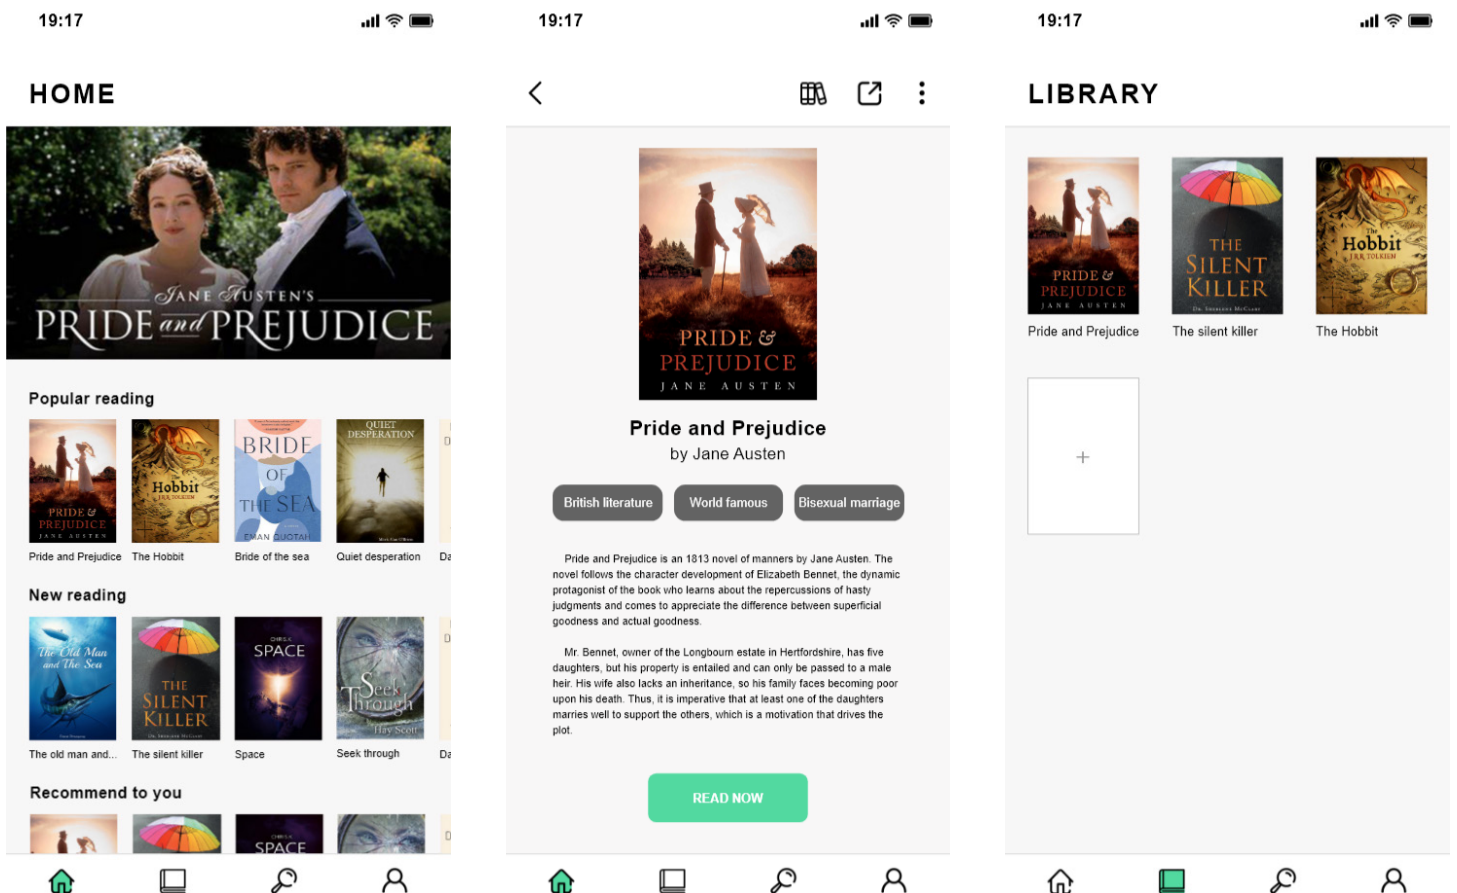 19:17
HOME
JANE AUSTEN'S
PRIDE and PREJUDICE
Popular reading
PRIDE &
PREJUDICE
JANE AUSTEN
The
Hobbit
J.R.R. TOLKIEN
BRIDE
OF
THE SEA
EMAN QUOTAH
QUIET
DESPERATION
Pride and Prejudice
The Hobbit
Bride of the sea
Quiet desperation
Da
New reading
The Old Man
and The Sea
THE
SILENT
KILLER
CHRIS K
SPACE
Seek
Through
Hay Scott
The old man and...
The silent killer
Space
Seek through
Da
Recommend to you
SPACE
19:17
PRIDE &
PREJUDICE
JANE AUSTEN
Pride and Prejudice
by Jane Austen
British literature
World famous
Bisexual marriage
Pride and Prejudice is an 1813 novel of manners by Jane Austen. The
novel follows the character development of Elizabeth Bennet, the dynamic
protagonist of the book who learns about the repercussions of hasty
judgments and comes to appreciate the difference between superficial
goodness and actual goodness.
Mr. Bennet, owner of the Longbourn estate in Hertfordshire, has five
daughters, but his property is entailed and can only be passed to a male
heir. His wife also lacks an inheritance, so his family faces becoming poor
upon his death. Thus, it is imperative that at least one of the daughters
marries well to support the others, which is a motivation that drives the
plot.
READ NOW
19:17
LIBRARY
PRIDE &
PREJUDICE
JANE AUSTEN
THE
SILENT
KILLER
The
Hobbit
J.R.R. TOLKIEN
Pride and Prejudice
The silent killer
The Hobbit
+